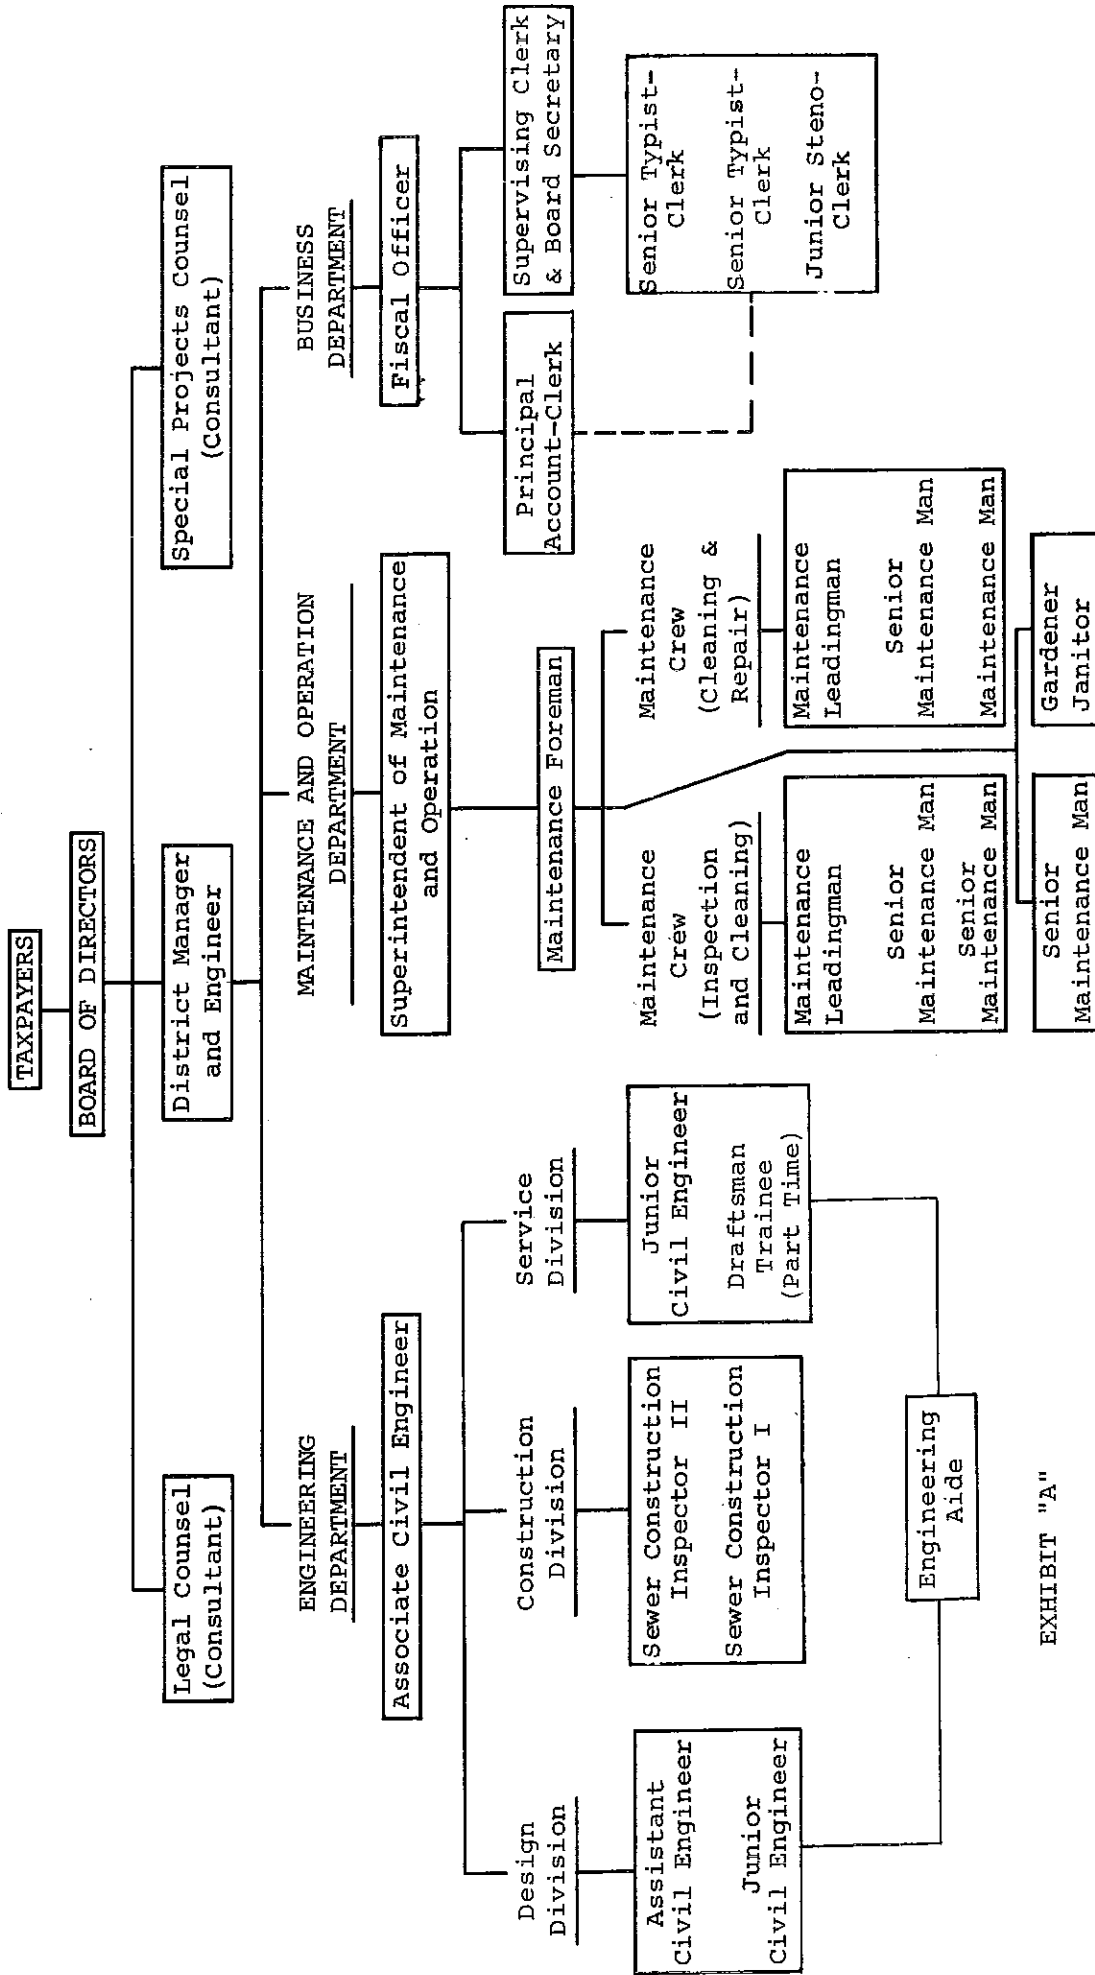 TAXPAYERS
BOARD OF DIRECTORS
Legal Counsel
(Consultant)
District Manager
and Engineer
Special Projects Counsel
(Consultant)
ENGINEERING
DEPARTMENT
Associate Civil Engineer
Design
Division
Assistant
Civil Engineer
Junior
Civil Engineer
Construction
Division
Sewer Construction
Inspector II
Sewer Construction
Inspector I
Service
Division
Junior
Civil Engineer
Draftsman
Trainee
(Part Time)
Engineering
Aide
MAINTENANCE AND OPERATION
DEPARTMENT
Superintendent of Maintenance
and Operation
Maintenance Foreman
Maintenance
Crew
(Inspection
and Cleaning)
Maintenance
Leadingman
Senior
Maintenance Man
Senior
Maintenance Man
Maintenance
Crew
(Cleaning &
Repair)
Maintenance
Leadingman
Senior
Maintenance Man
Maintenance Man
Senior
Maintenance Man
Gardener
Janitor
BUSINESS
DEPARTMENT
Fiscal Officer
Principal
Account-Clerk
Supervising Clerk
& Board Secretary
Senior Typist-
Clerk
Senior Typist-
Clerk
Junior Steno-
Clerk
EXHIBIT "A"